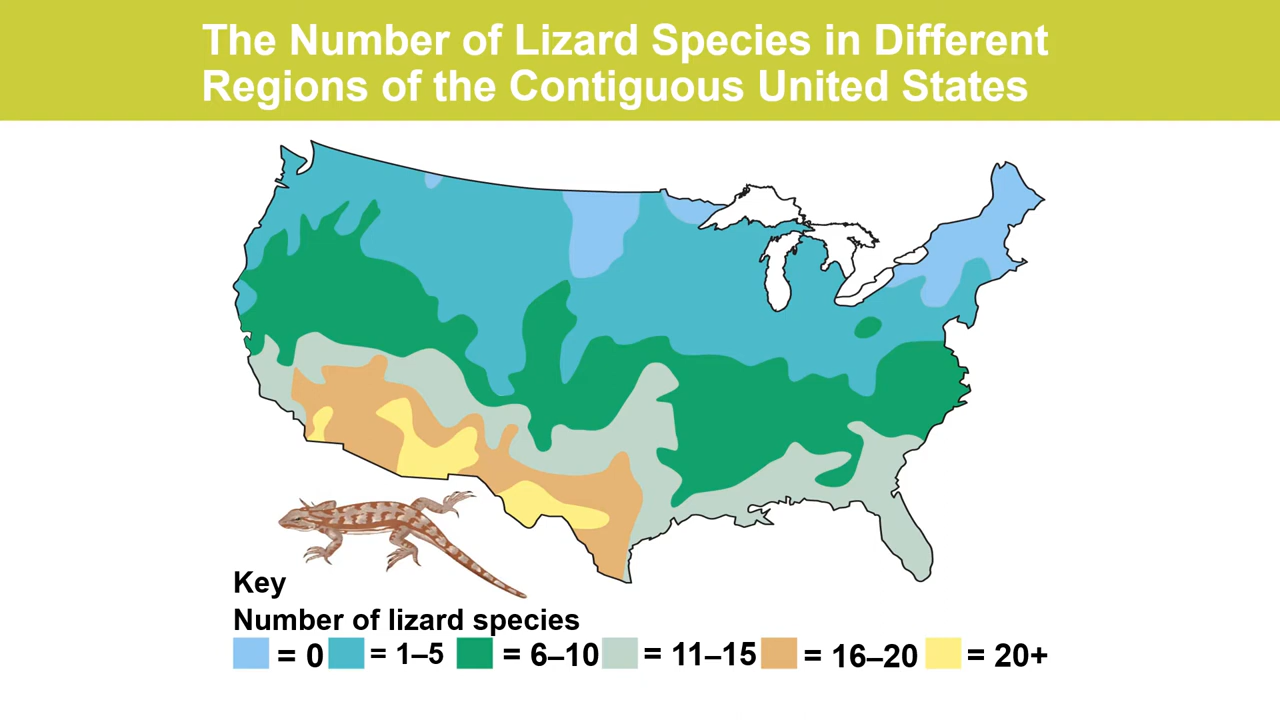 The Number of Lizard Species in Different
Regions of the Contiguous United States
Key
Number of lizard species
= 0 = 1–5 = 6–10 = 11–15 = 16–20 = 20+